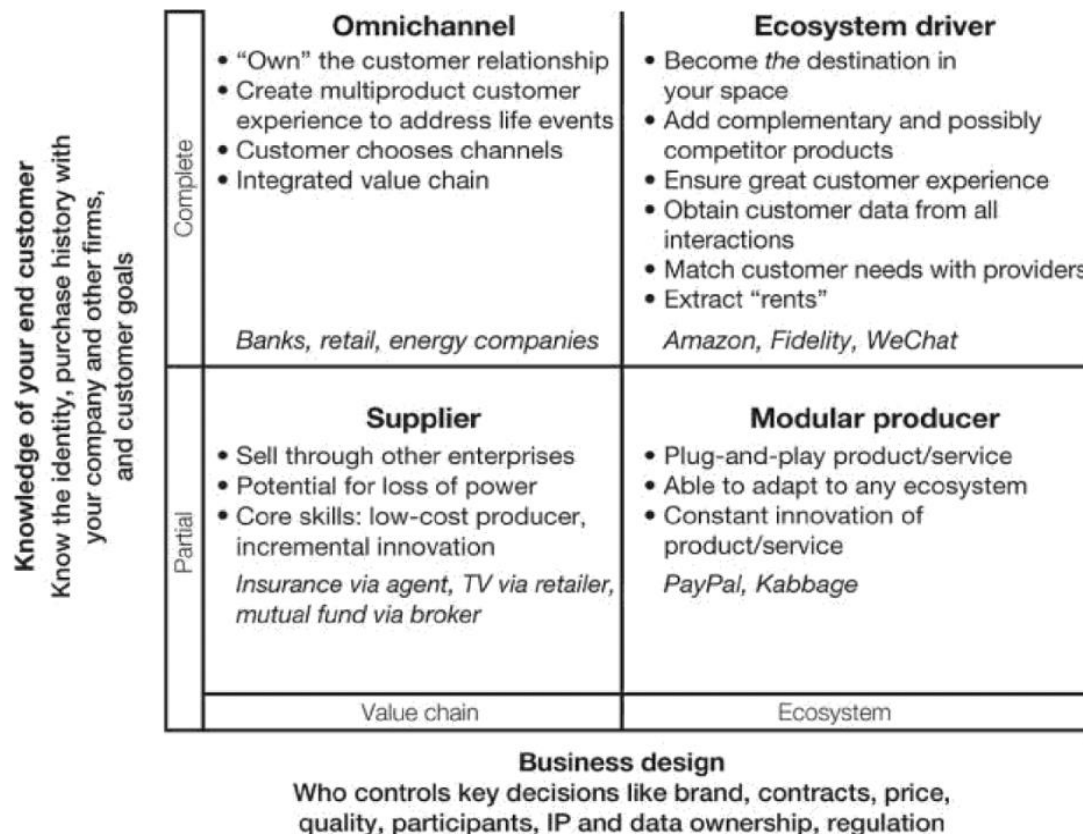 Omnichannel
• “Own” the customer relationship
• Create multiproduct customer
experience to address life events
• Customer chooses channels
• Integrated value chain
Banks, retail, energy companies
Ecosystem driver
• Become the destination in
your space
• Add complementary and possibly
competitor products
• Ensure great customer experience
• Obtain customer data from all
interactions
• Match customer needs with providers
• Extract “rents”
Amazon, Fidelity, WeChat
Supplier
• Sell through other enterprises
• Potential for loss of power
• Core skills: low-cost producer,
incremental innovation
Insurance via agent, TV via retailer,
mutual fund via broker
Modular producer
• Plug-and-play product/service
• Able to adapt to any ecosystem
• Constant innovation of
product/service
PayPal, Kabbage
Knowledge of your end customer
Know the identity, purchase history with
your company and other firms,
and customer goals
Complete
Partial
Value chain
Ecosystem
Business design
Who controls key decisions like brand, contracts, price,
quality, participants, IP and data ownership, regulation